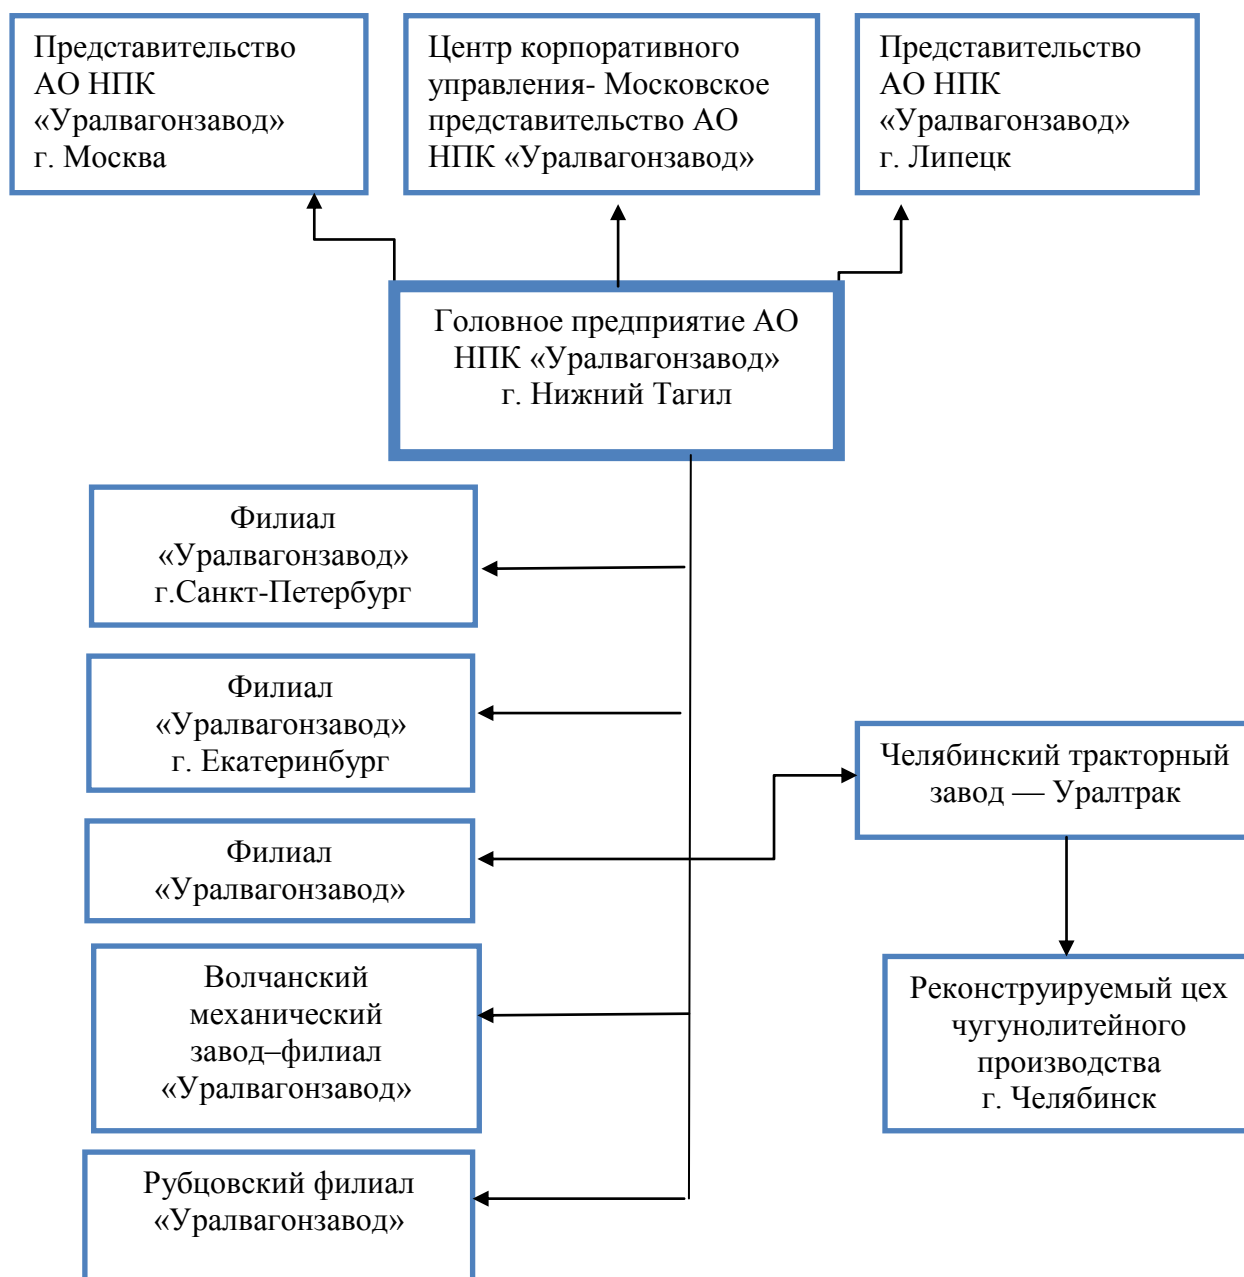 Представительство
АО НПК
«Уралвагонзавод»
г. Москва
Центр корпоративного
управления- Московское
представительство АО
НПК «Уралвагонзавод»
Представительство
АО НПК
«Уралвагонзавод»
г. Липецк
Головное предприятие АО
НПК «Уралвагонзавод»
г. Нижний Тагил
Филиал
«Уралвагонзавод»
г.Санкт-Петербург
Филиал
«Уралвагонзавод»
г. Екатеринбург
Челябинский тракторный
завод — Уралтрак
Филиал
«Уралвагонзавод»
Волчанский
механический
завод–филиал
«Уралвагонзавод»
Реконструируемый цех
чугунолитейного
производства
г. Челябинск
Рубцовский филиал
«Уралвагонзавод»